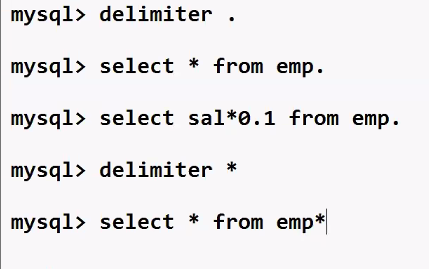 mysql> delimiter .
mysql> select * from emp.
mysql> select sal*0.1 from emp.
mysql> delimiter *
mysql> select * from emp*